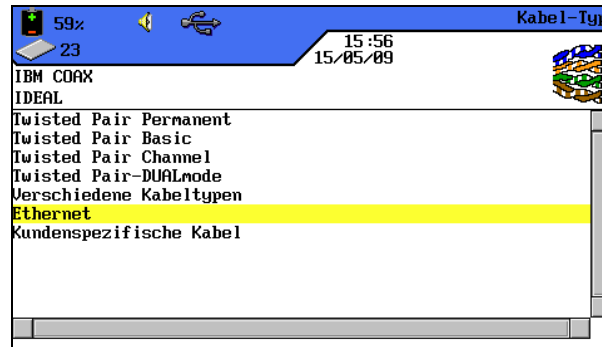 59%
Kabel-Typ
23
15:56
15/05/09
IBM COAX
IDEAL
Twisted Pair Permanent
Twisted Pair Basic
Twisted Pair Channel
Twisted Pair-DUALmode
Verschiedene Kabeltypen
Ethernet
Kundenspezifische Kabel